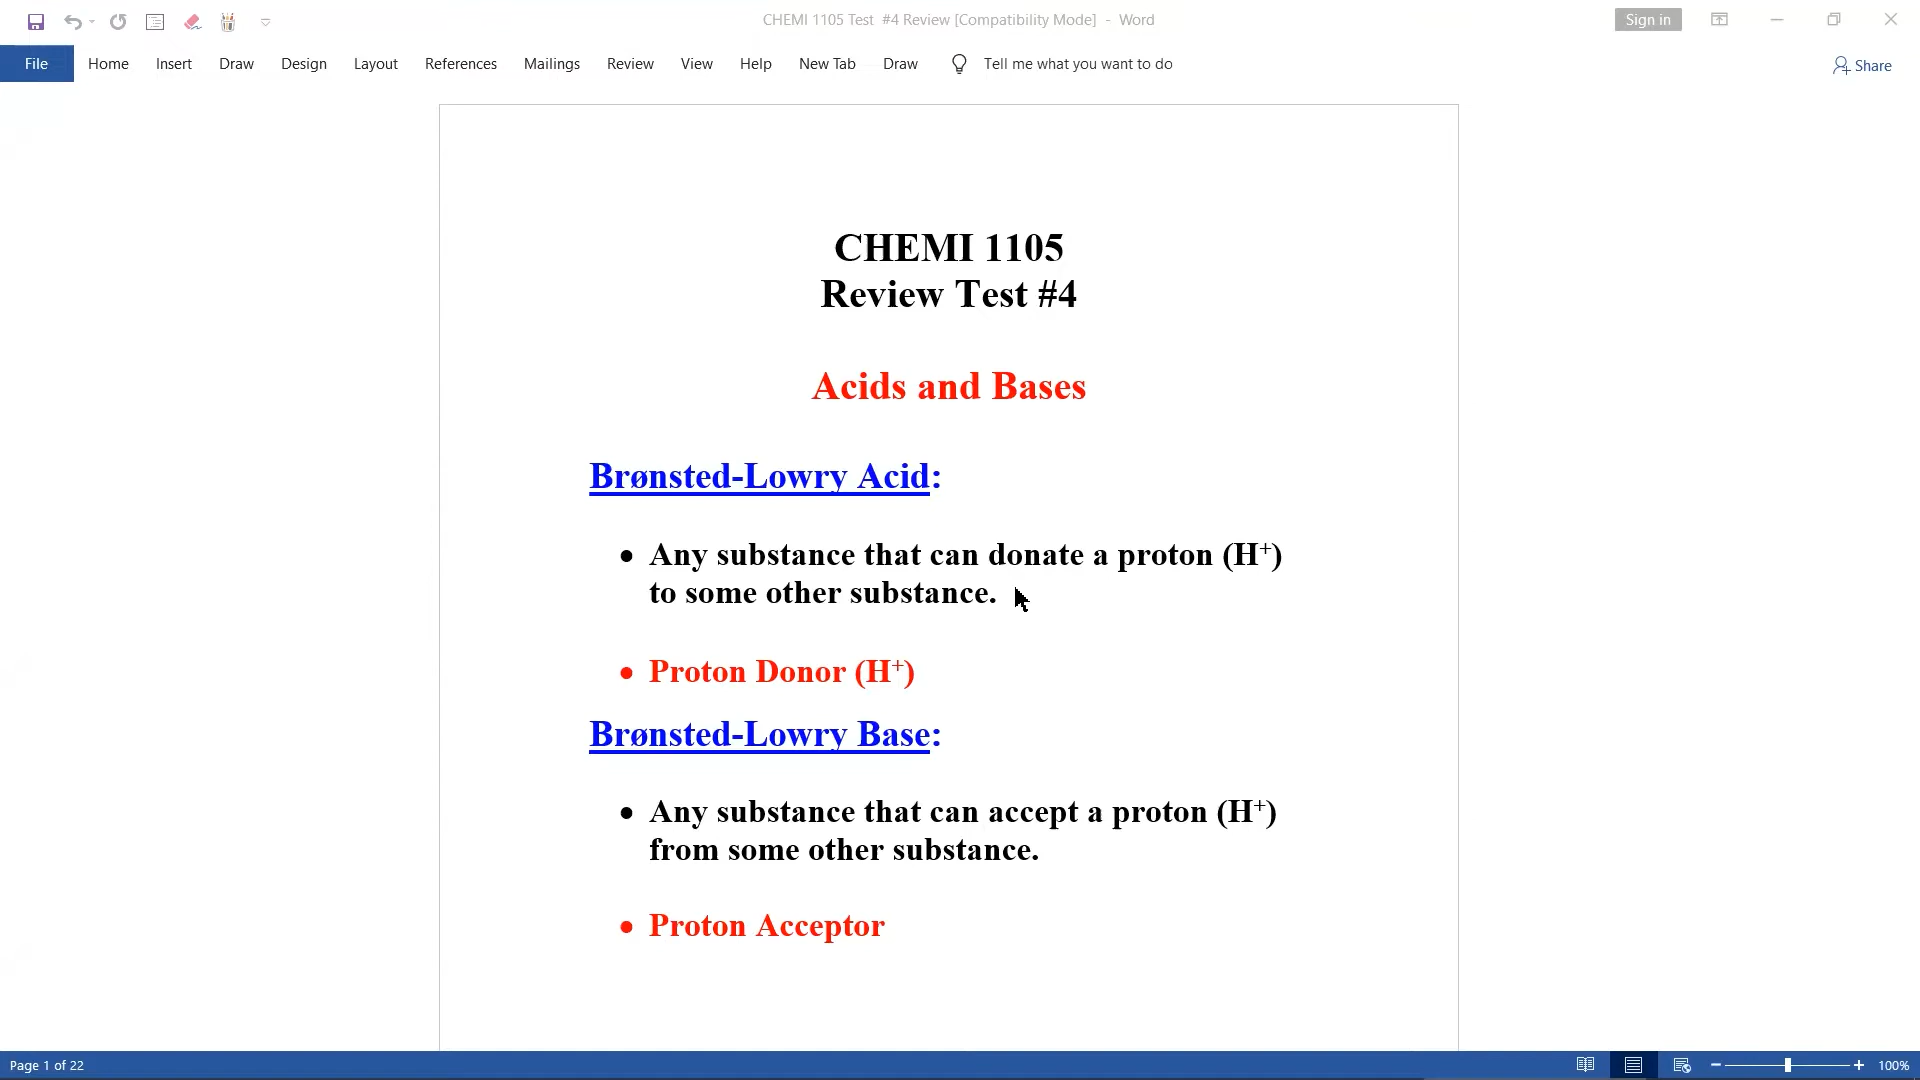 CHEMI 1105 Test  #4 Review [Compatibility Mode]  -  Word
Sign in
File Home Insert Draw Design Layout References Mailings Review View Help New Tab Draw Tell me what you want to do
Share
CHEMI 1105
Review Test #4
Acids and Bases
Brønsted-Lowry Acid:
• Any substance that can donate a proton (H⁺)
to some other substance.
• Proton Donor (H⁺)
Brønsted-Lowry Base:
• Any substance that can accept a proton (H⁺)
from some other substance.
• Proton Acceptor
Page 1 of 22
100%